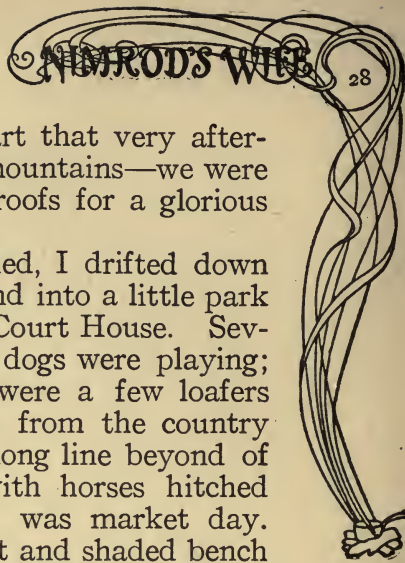 NIMROD'S WIFE 28
art that very after-
mountains—we were
roofs for a glorious
ed, I drifted down
nd into a little park
Court House. Sev-
dogs were playing;
were a few loafers
from the country
ong line beyond of
with horses hitched
was market day.
t and shaded bench